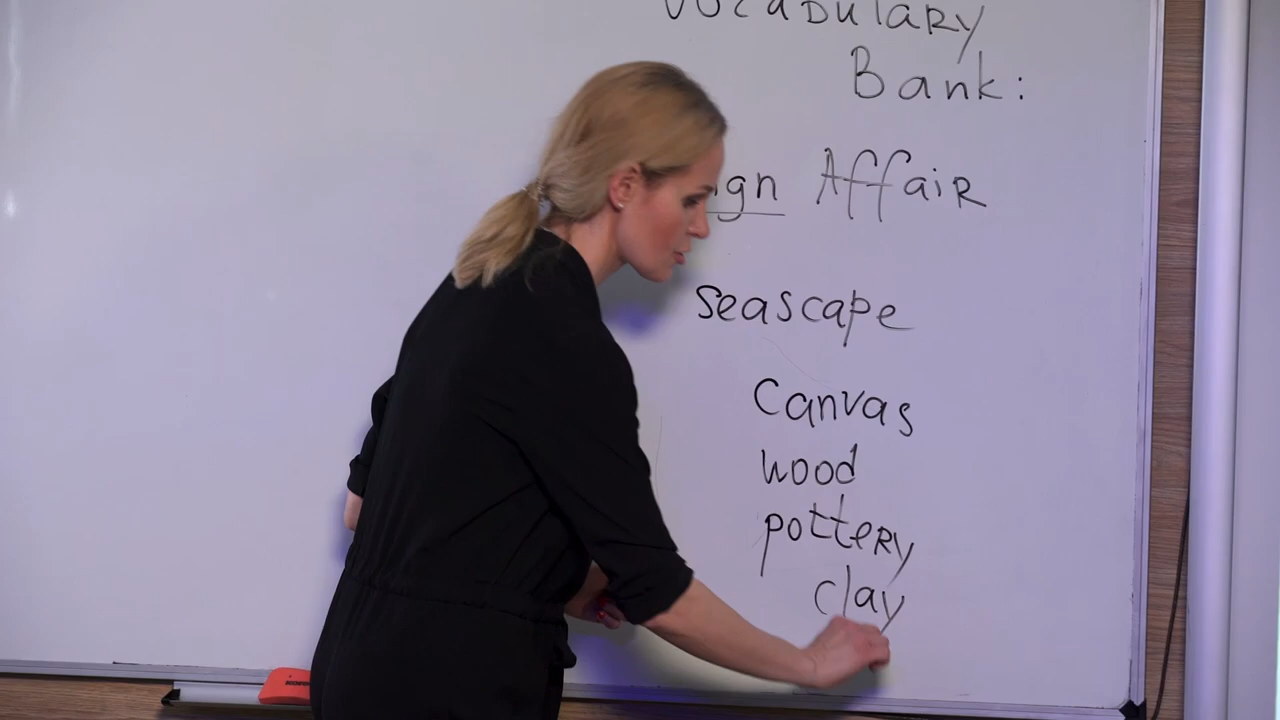 Vocabulary
Bank:
Affair
seascape
Canvas
wood
pottery
clay